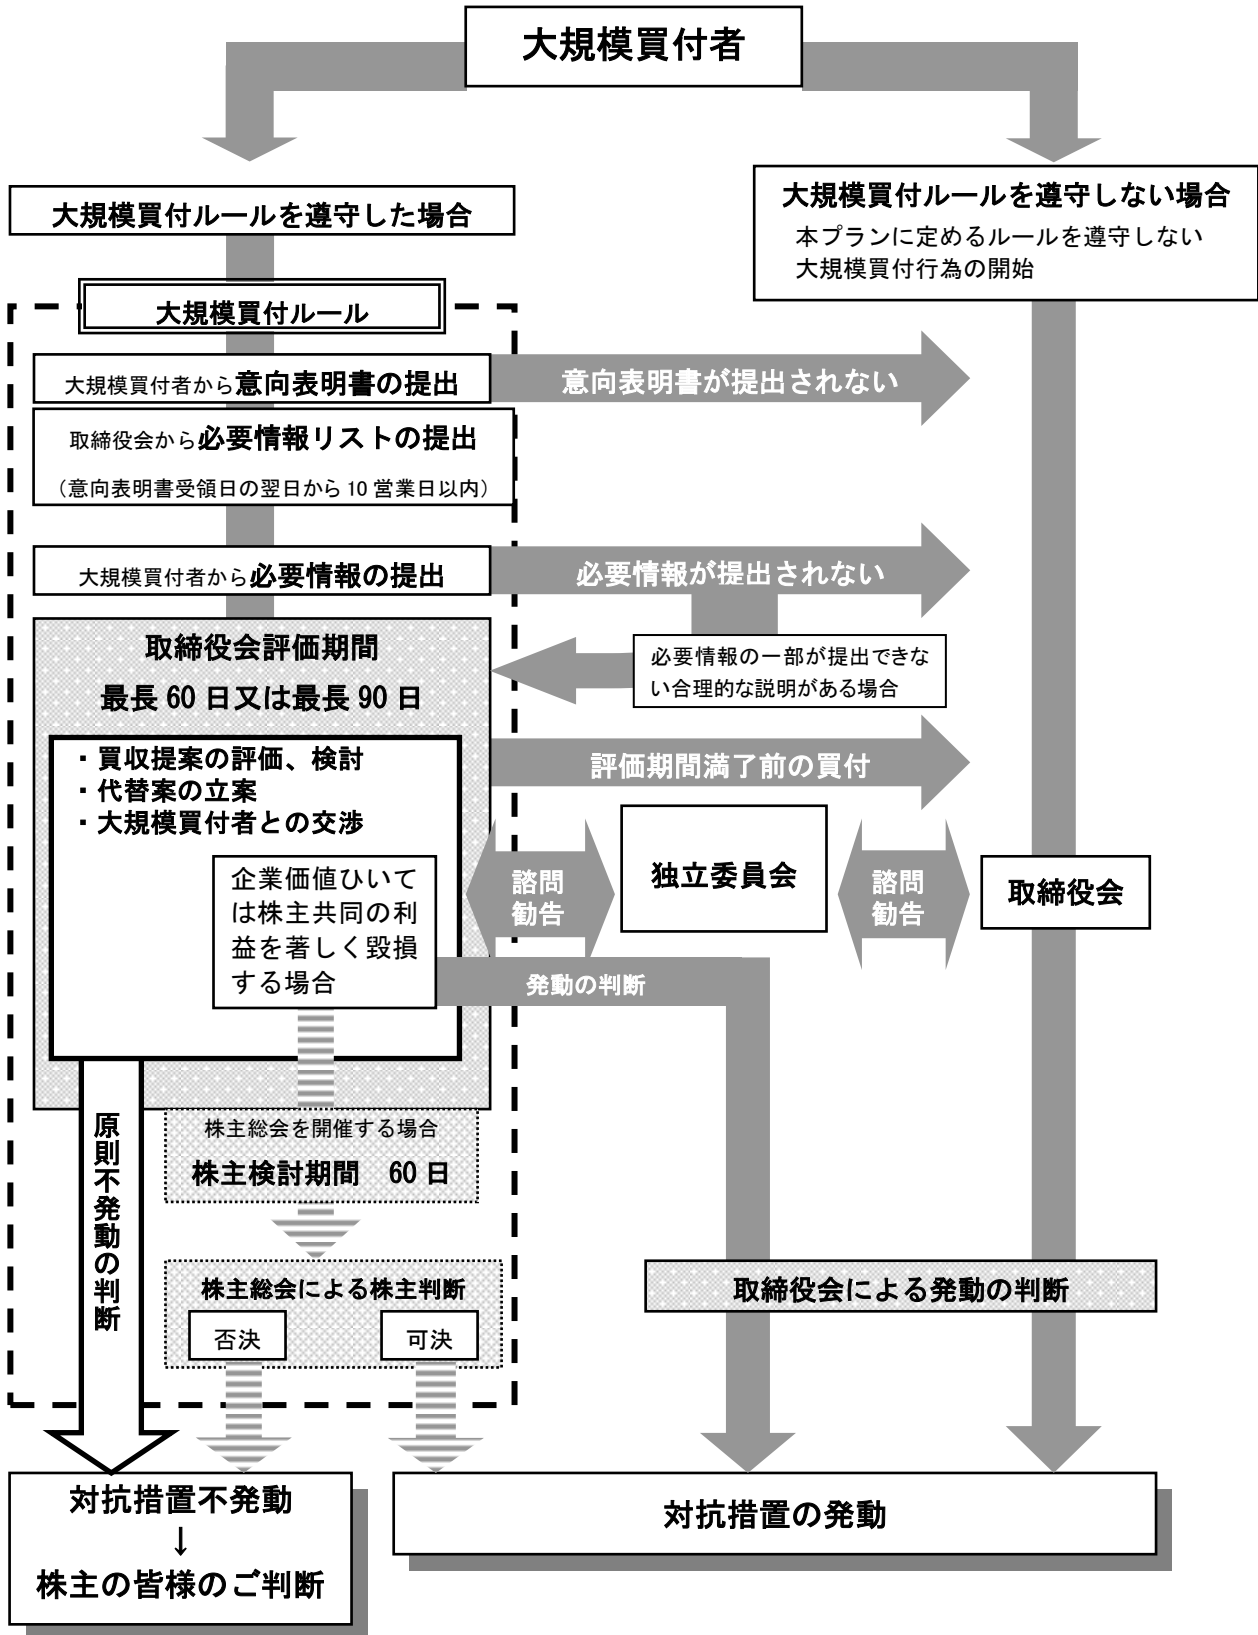 大規模買付者
大規模買付ルールを遵守した場合
大規模買付ルールを遵守しない場合
本プランに定めるルールを遵守しない
大規模買付行為の開始
大規模買付ルール
大規模買付者から意向表明書の提出
意向表明書が提出されない
取締役会から必要情報リストの提出
（意向表明書受領日の翌日から 10 営業日以内）
大規模買付者から必要情報の提出
必要情報が提出されない
必要情報の一部が提出できな
い合理的な説明がある場合
取締役会評価期間
最長 60 日又は最長 90 日
・買収提案の評価、検討
・代替案の立案
・大規模買付者との交渉
評価期間満了前の買付
企業価値ひいて
は株主共同の利
益を著しく毀損
する場合
諮問
勧告
独立委員会
諮問
勧告
取締役会
発動の判断
原則不発動の判断
株主総会を開催する場合
株主検討期間　60 日
株主総会による株主判断
否決
可決
取締役会による発動の判断
対抗措置不発動
↓
株主の皆様のご判断
対抗措置の発動